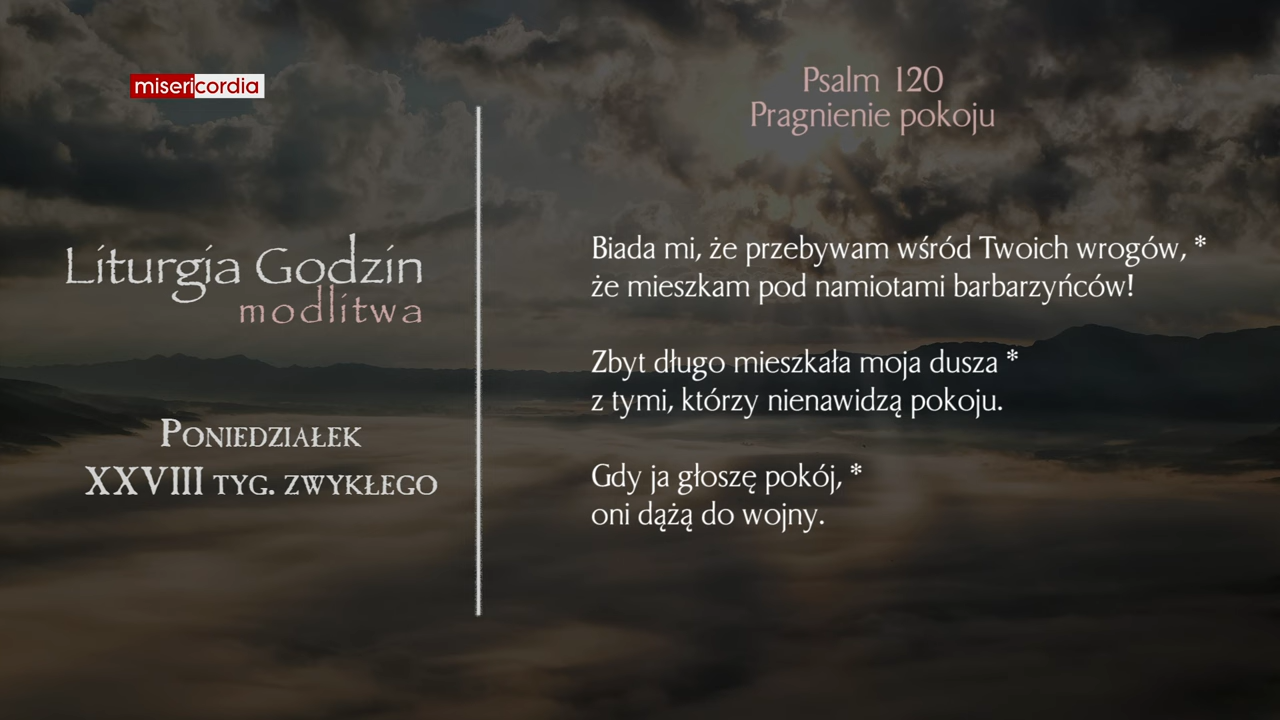 misericordia
Liturgia Godzin
modlitwa
Poniedziałek
XXVIII tyg. zwykłego
Psalm 120
Pragnienie pokoju
Biada mi, że przebywam wśród Twoich wrogów, *
że mieszkam pod namiotami barbarzyńców!
Zbyt długo mieszkała moja dusza *
z tymi, którzy nienawidzą pokoju.
Gdy ja głoszę pokój, *
oni dążą do wojny.